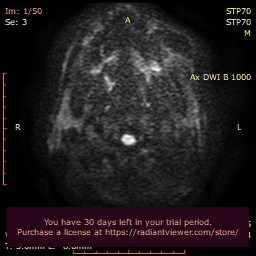 Im: 1/50
Se: 3
STP70
STP70
M
A
Ax DWI B 1000
R
L
You have 30 days left in your trial period.
Purchase a license at https://radiantviewer.com/store/